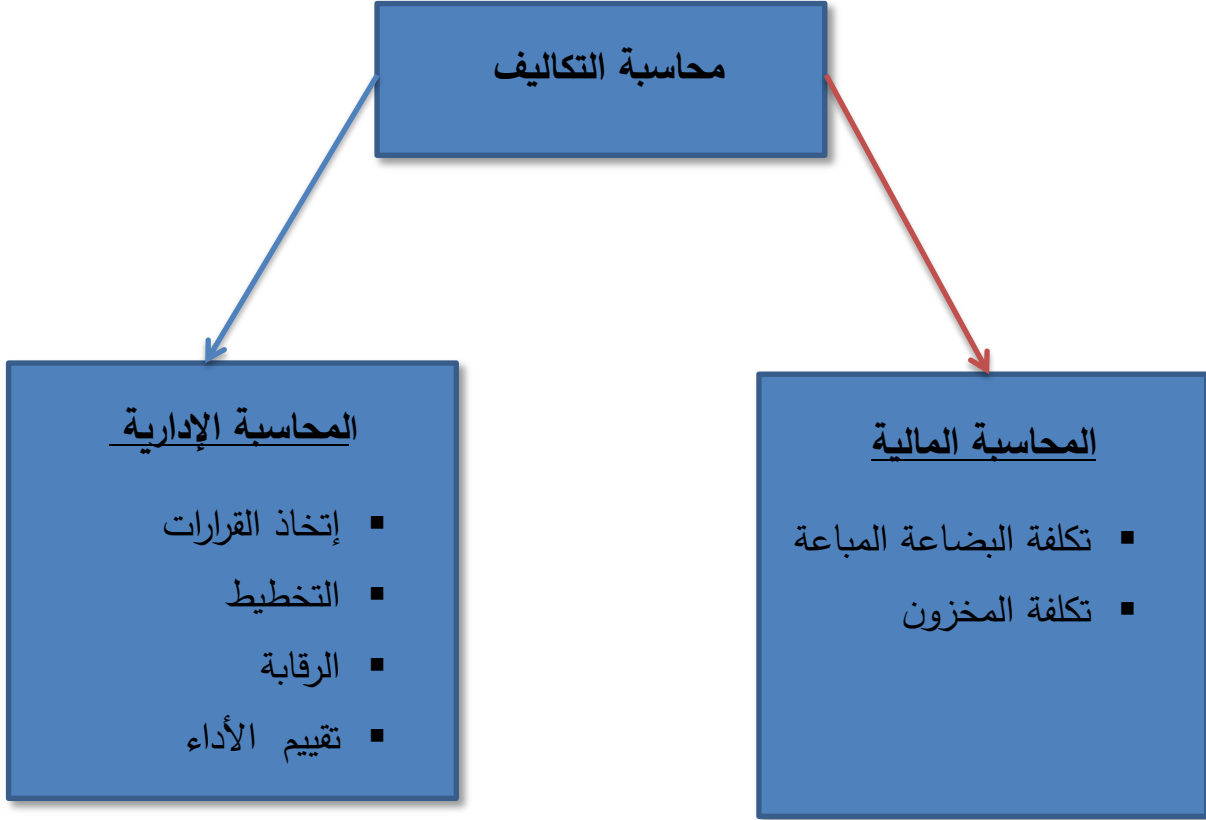 محاسبة التكاليف
المحاسبة المالية
▪ تكلفة البضاعة المباعة
▪ تكلفة المخزون
المحاسبة الإدارية
▪ إتخاذ القرارات
▪ التخطيط
▪ الرقابة
▪ تقييم الأداء